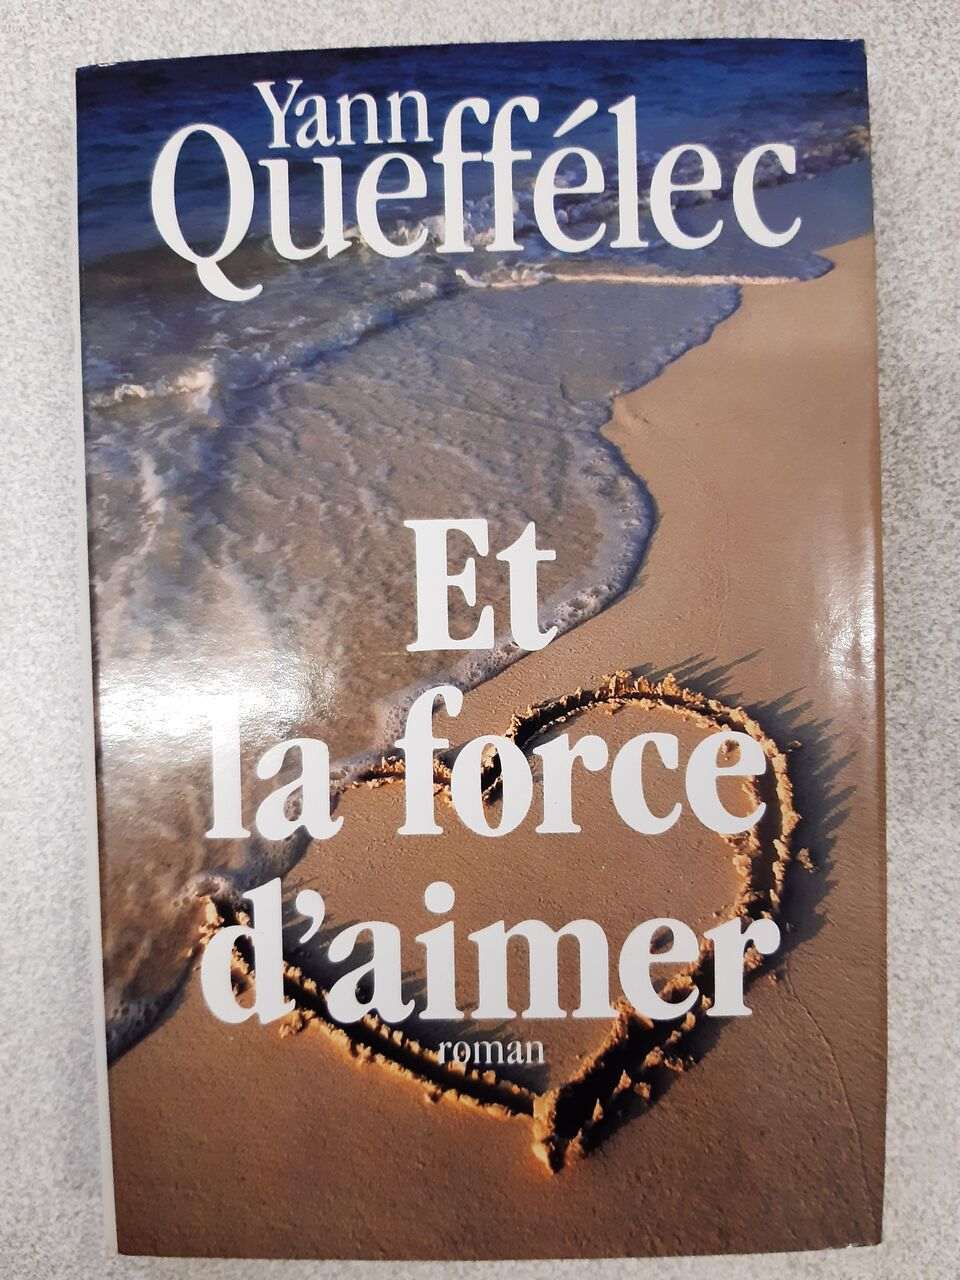 Yann
Queffélec
Et
la force
d'aimer
roman